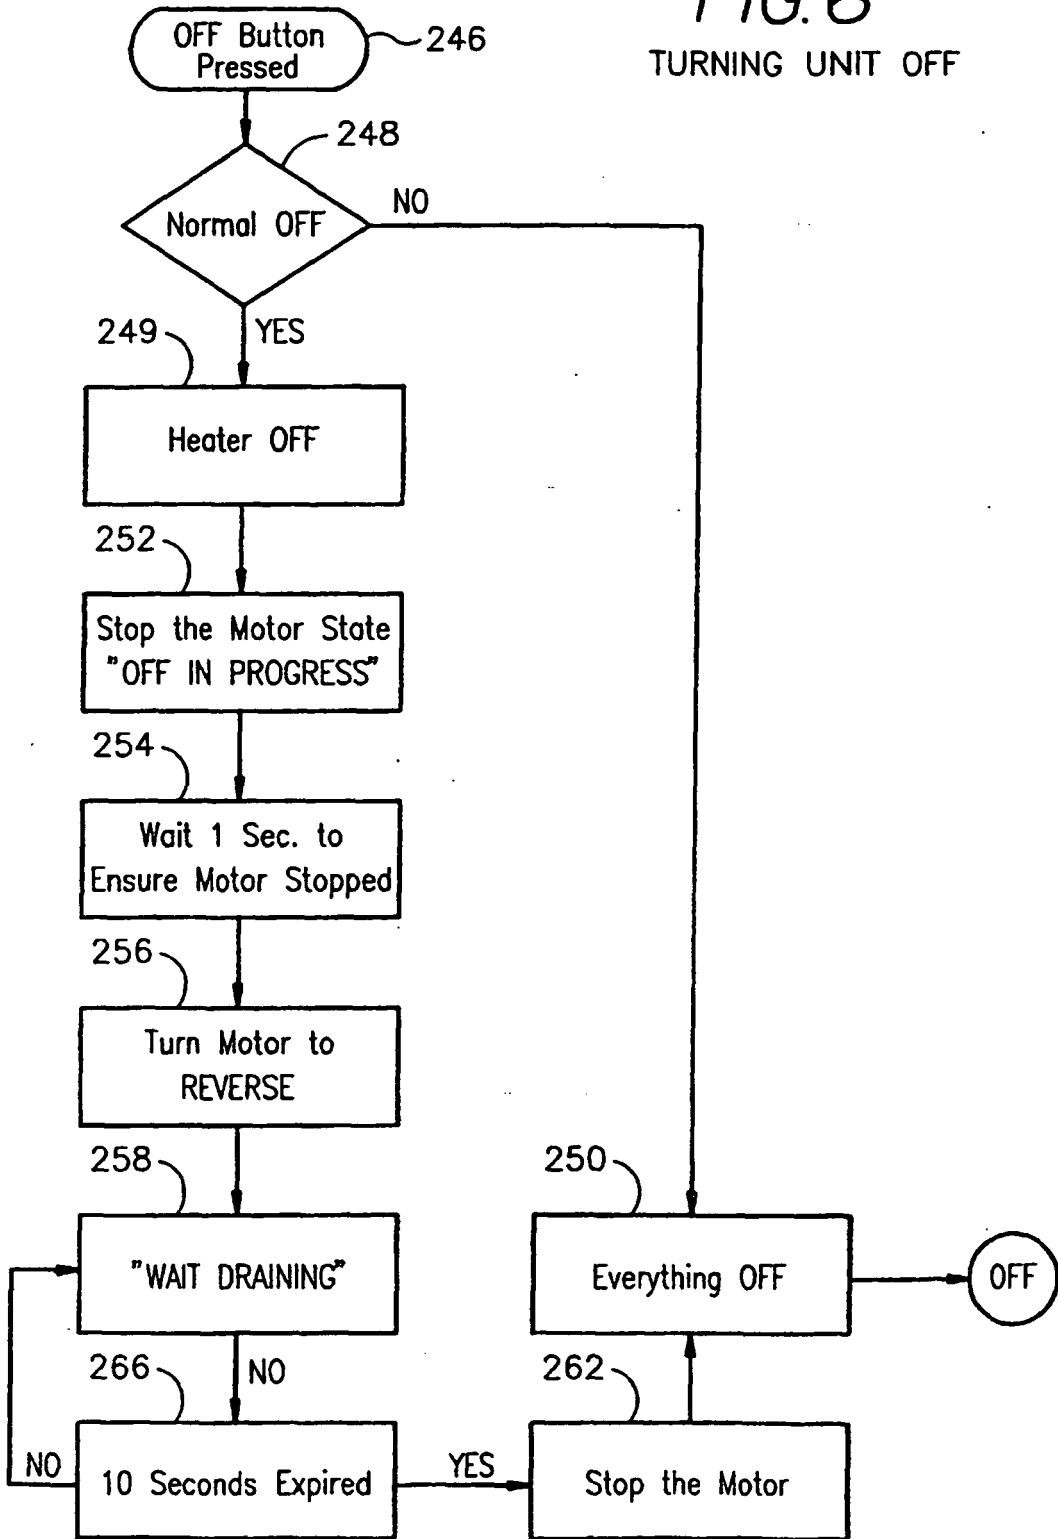 OFF Button
Pressed
246
TURNING UNIT OFF
248
Normal OFF
NO
YES
249
Heater OFF
252
Stop the Motor State
"OFF IN PROGRESS"
254
Wait 1 Sec. to
Ensure Motor Stopped
256
Turn Motor to
REVERSE
258
"WAIT DRAINING"
250
Everything OFF
OFF
266
NO
262
NO
10 Seconds Expired
YES
Stop the Motor